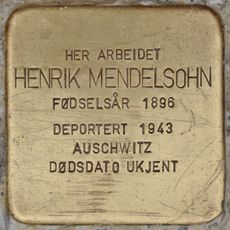 HER ARBEIDET
HENRIK MENDELSOHN
FØDSELSÅR 1896
DEPORTERT 1943
AUSCHWITZ
DØDSDATO UKJENT